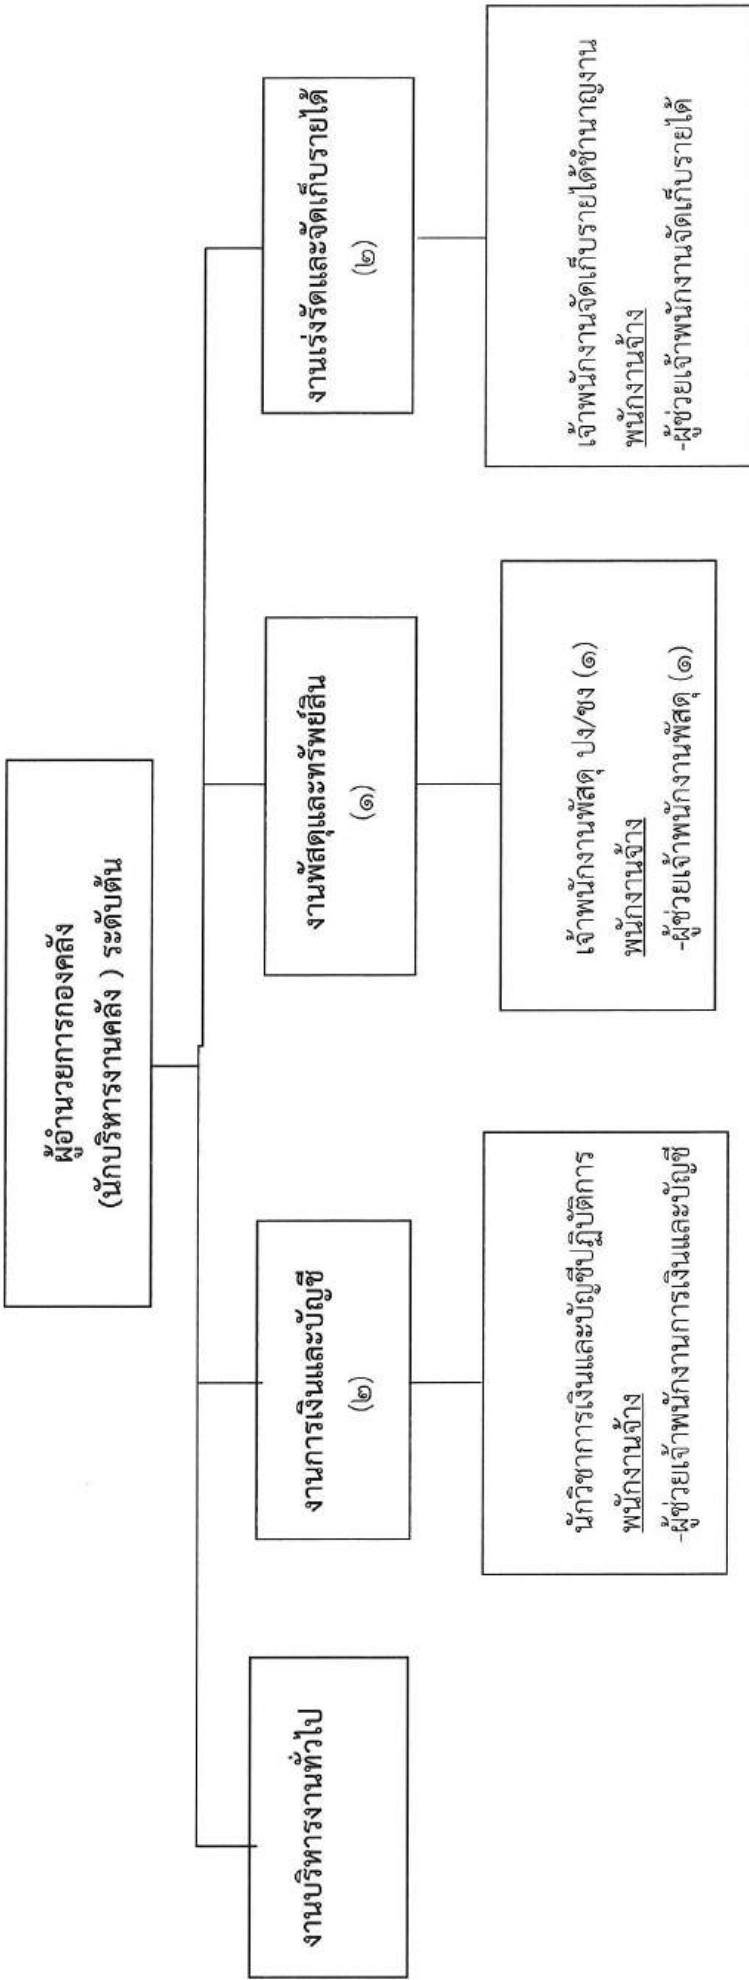 ผู้อำนวยการกองคลัง
(นักบริหารงานคลัง ) ระดับต้น
งานบริหารงานทั่วไป
งานการเงินและบัญชี
(๒)
งานพัสดุและทรัพย์สิน
(๑)
งานเร่งรัดและจัดเก็บรายได้
(๒)
นักวิชาการเงินและบัญชีปฏิบัติการ
พนักงานจ้าง
-ผู้ช่วยเจ้าพนักงานการเงินและบัญชี
เจ้าพนักงานพัสดุ ปง/ชง (๑)
พนักงานจ้าง
-ผู้ช่วยเจ้าพนักงานพัสดุ (๑)
เจ้าพนักงานจัดเก็บรายได้ชำนาญงาน
พนักงานจ้าง
-ผู้ช่วยเจ้าพนักงานจัดเก็บรายได้